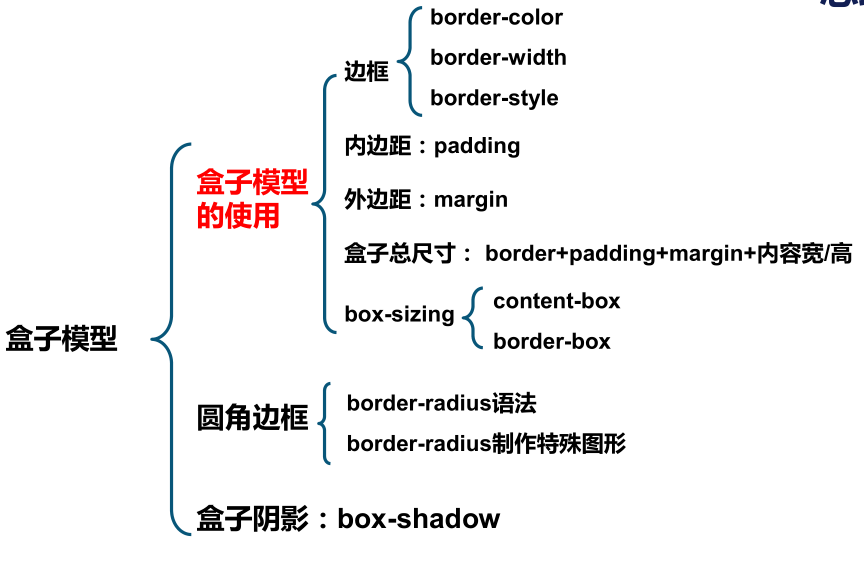 border-color
边框
border-width
border-style
内边距：padding
盒子模型
的使用
外边距：margin
盒子总尺寸： border+padding+margin+内容宽/高
box-sizing
content-box
border-box
盒子模型
圆角边框
border-radius语法
border-radius制作特殊图形
盒子阴影：box-shadow